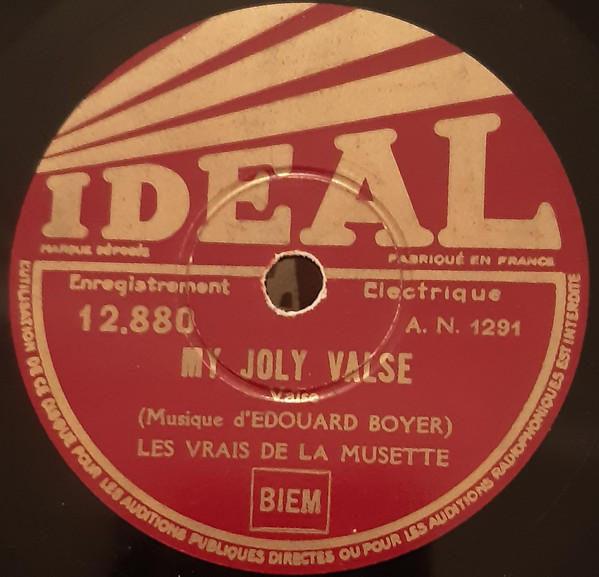 IDEAL
MARQUE DÉPOSÉE
FABRIQUÉ EN FRANCE
Enregistrement Electrique
12.880 A. N. 1291
MY JOLY VALSE
Valse
(Musique d'EDOUARD BOYER)
LES VRAIS DE LA MUSETTE
BIEM
L'UTILISATION DE CE DISQUE POUR LES AUDITIONS PUBLIQUES DIRECTES OU POUR LES AUDITIONS RADIOPHONIQUES EST INTERDITE